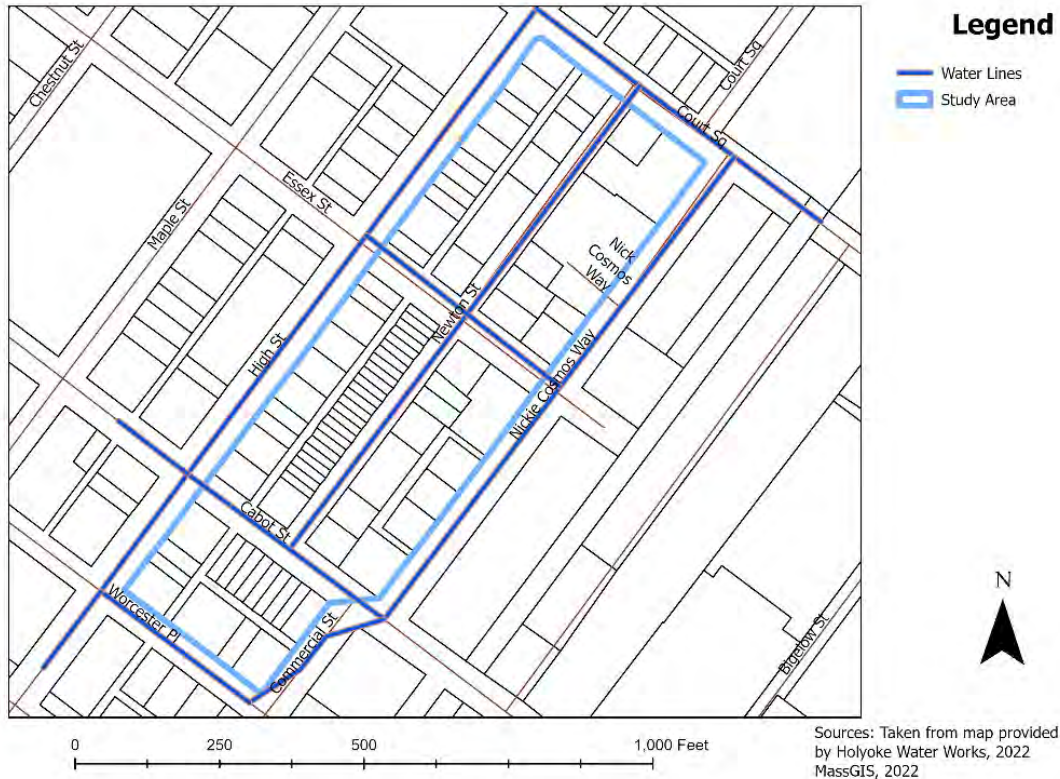 Legend
Water Lines
Study Area
Chestnut St
Court Sq
Court Sq
Essex St
Maple St
Nick
Cosmos
Way
Newton St
High St
Nickie Cosmos Way
Cabot St
Worcester Pl
Commercial St
Bigelow St
N
0 250 500 1,000 Feet
Sources: Taken from map provided
by Holyoke Water Works, 2022
MassGIS, 2022